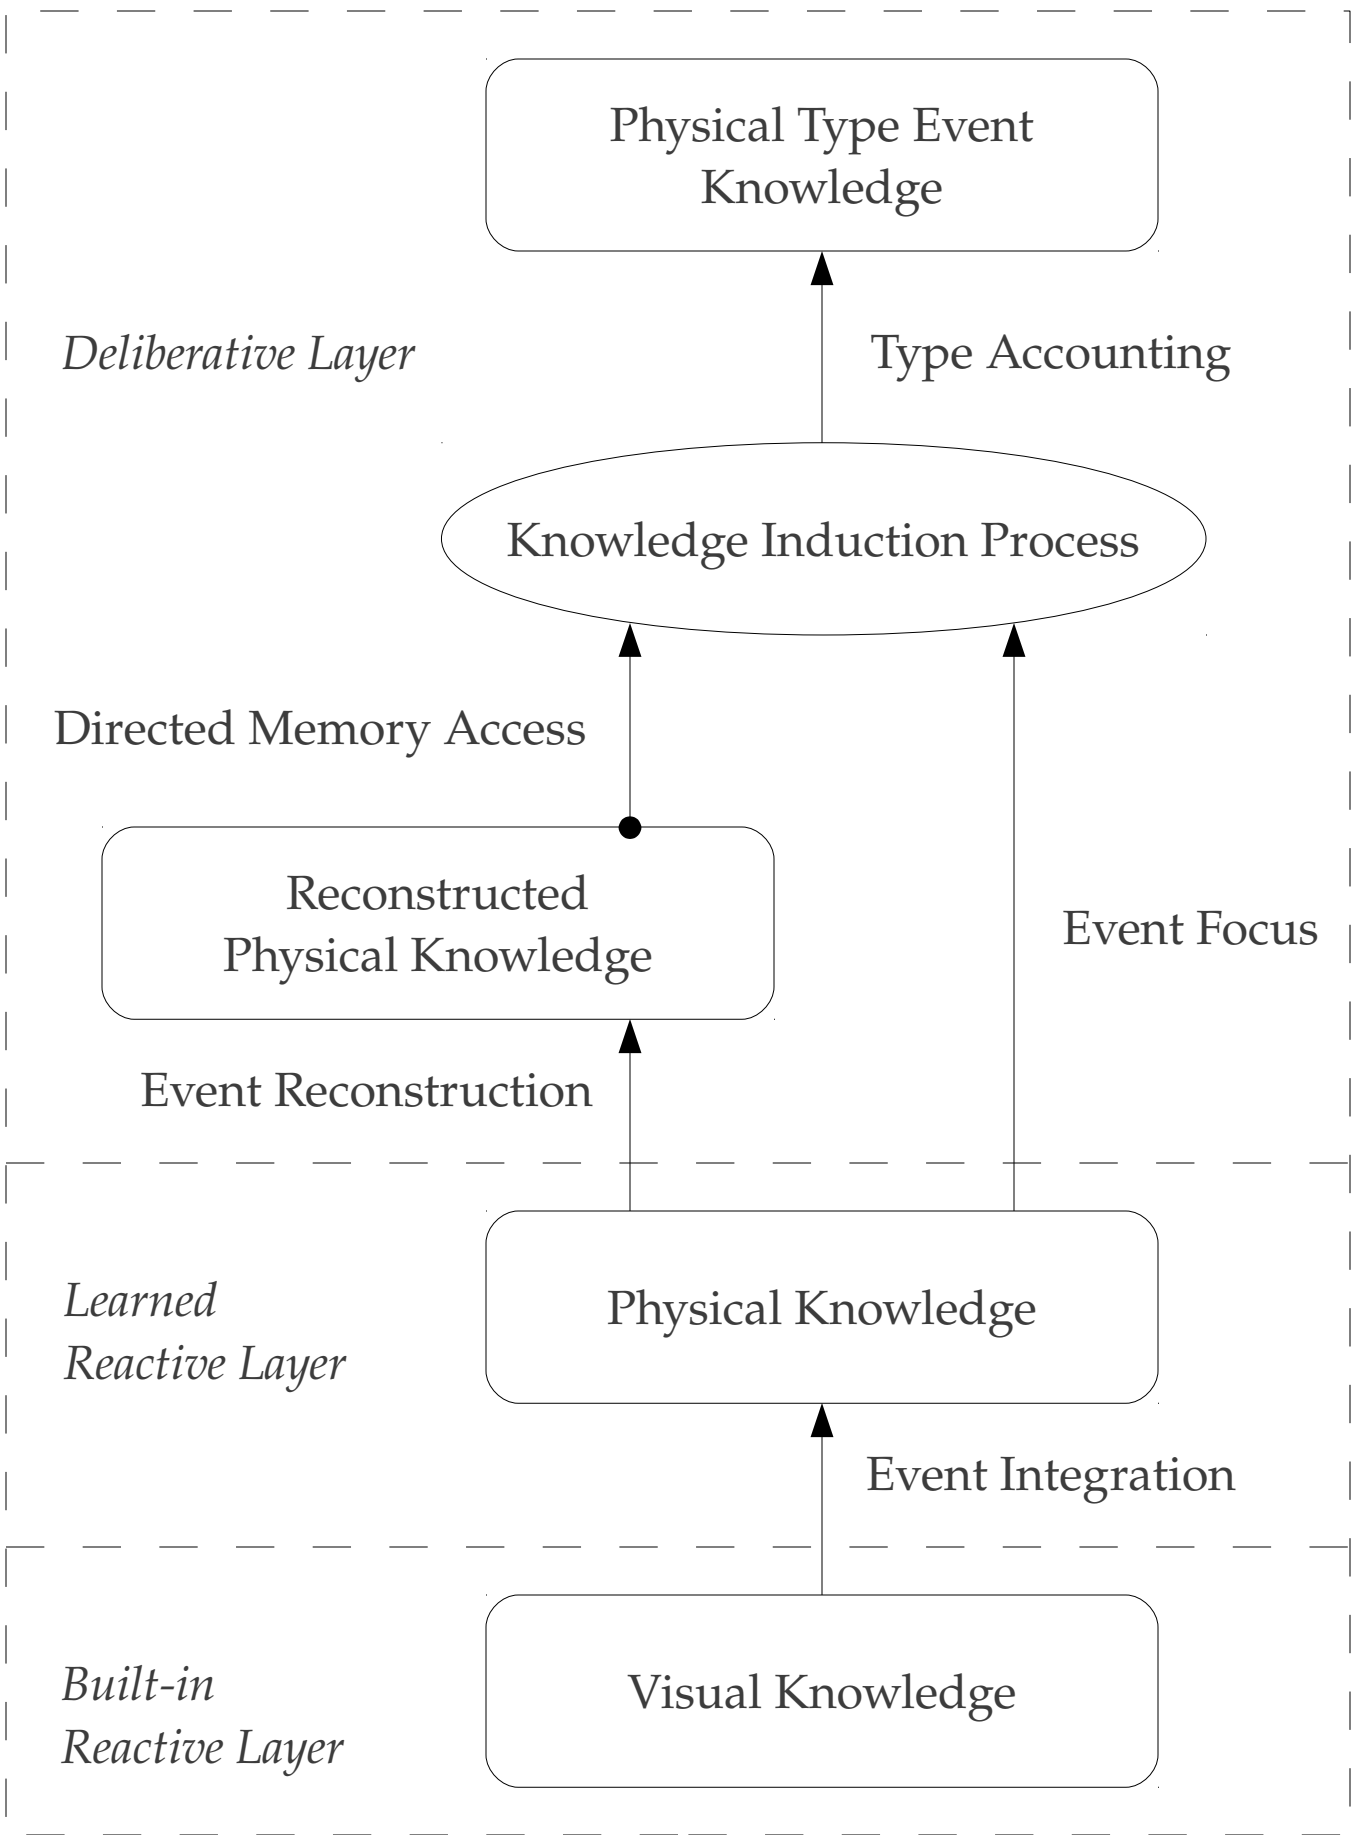 Physical Type Event
Knowledge
Deliberative Layer
Type Accounting
Knowledge Induction Process
Directed Memory Access
Reconstructed
Physical Knowledge
Event Focus
Event Reconstruction
Learned
Reactive Layer
Physical Knowledge
Event Integration
Built-in
Reactive Layer
Visual Knowledge